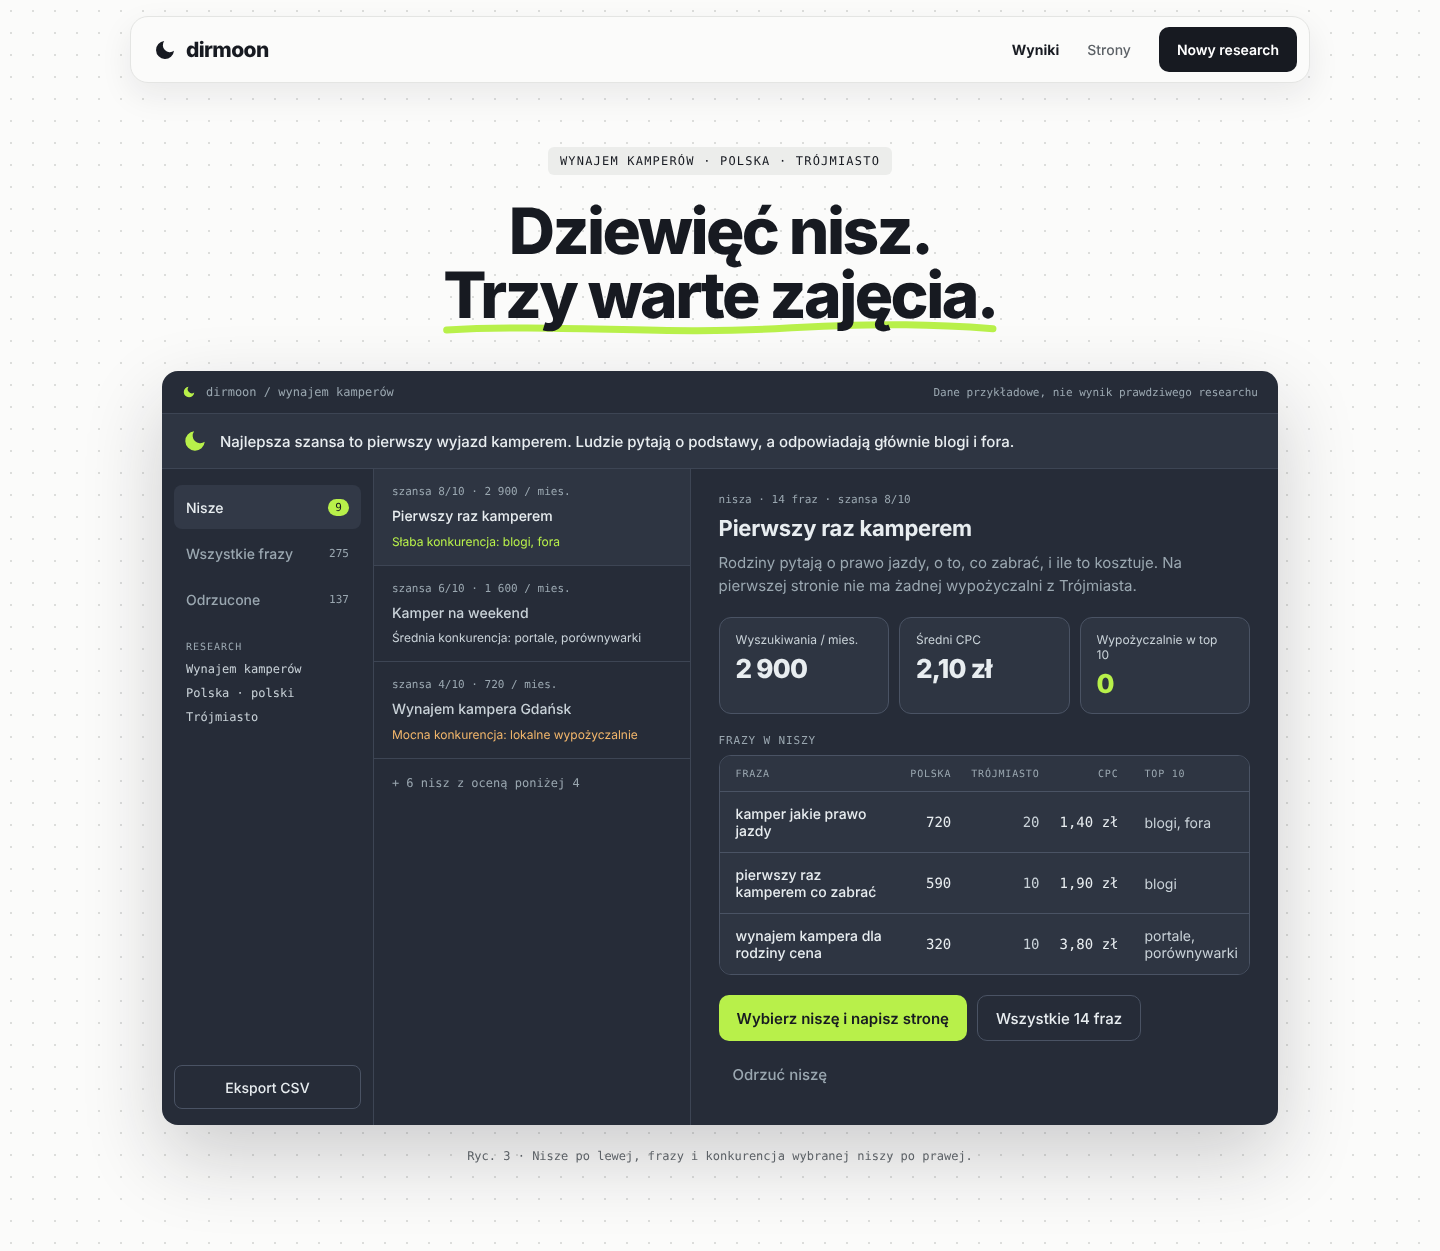 dirmoon
Wyniki
Strony
Nowy research
WYNAJEM KAMPERÓW · POLSKA · TRÓJMIASTO
Dziewięć nisz.
Trzy warte zajęcia.
dirmoon / wynajem kamperów
Dane przykładowe, nie wynik prawdziwego researchu
Najlepsza szansa to pierwszy wyjazd kamperem. Ludzie pytają o podstawy, a odpowiadają głównie blogi i fora.
Nisze 9
Wszystkie frazy 275
Odrzucone 137
RESEARCH
Wynajem kamperów
Polska · polski
Trójmiasto
Eksport CSV
szansa 8/10 · 2 900 / mies.
Pierwszy raz kamperem
Słaba konkurencja: blogi, fora
szansa 6/10 · 1 600 / mies.
Kamper na weekend
Średnia konkurencja: portale, porównywarki
szansa 4/10 · 720 / mies.
Wynajem kampera Gdańsk
Mocna konkurencja: lokalne wypożyczalnie
+ 6 nisz z oceną poniżej 4
nisza · 14 fraz · szansa 8/10
Pierwszy raz kamperem
Rodziny pytają o prawo jazdy, o to, co zabrać, i ile to kosztuje. Na
pierwszej stronie nie ma żadnej wypożyczalni z Trójmiasta.
Wyszukiwania / mies.
2 900
Średni CPC
2,10 zł
Wypożyczalnie w top
10
0
FRAZY W NISZY
FRAZA POLSKA TRÓJMIASTO CPC TOP 10
kamper jakie prawo
jazdy
720 20 1,40 zł blogi, fora
pierwszy raz
kamperem co zabrać
590 10 1,90 zł blogi
wynajem kampera dla
rodziny cena
320 10 3,80 zł portale,
porównywarki
Wybierz niszę i napisz stronę
Wszystkie 14 fraz
Odrzuć niszę
Ryc. 3 · Nisze po lewej, frazy i konkurencja wybranej niszy po prawej.